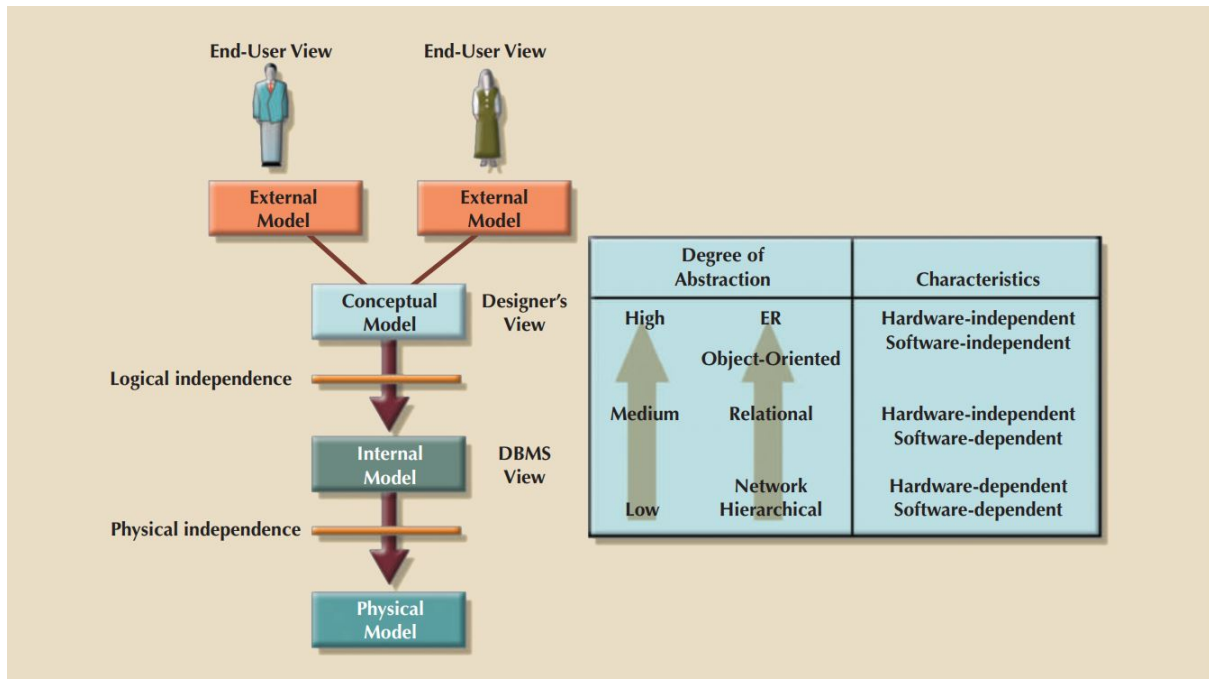 End-User View
End-User View
External
Model
External
Model
Conceptual
Model
Designer's
View
Logical independence
Internal
Model
DBMS
View
Physical independence
Physical
Model
Degree of
Abstraction
Characteristics
High
ER
Hardware-independent
Software-independent
Object-Oriented
Medium
Relational
Hardware-independent
Software-dependent
Low
Network
Hierarchical
Hardware-dependent
Software-dependent